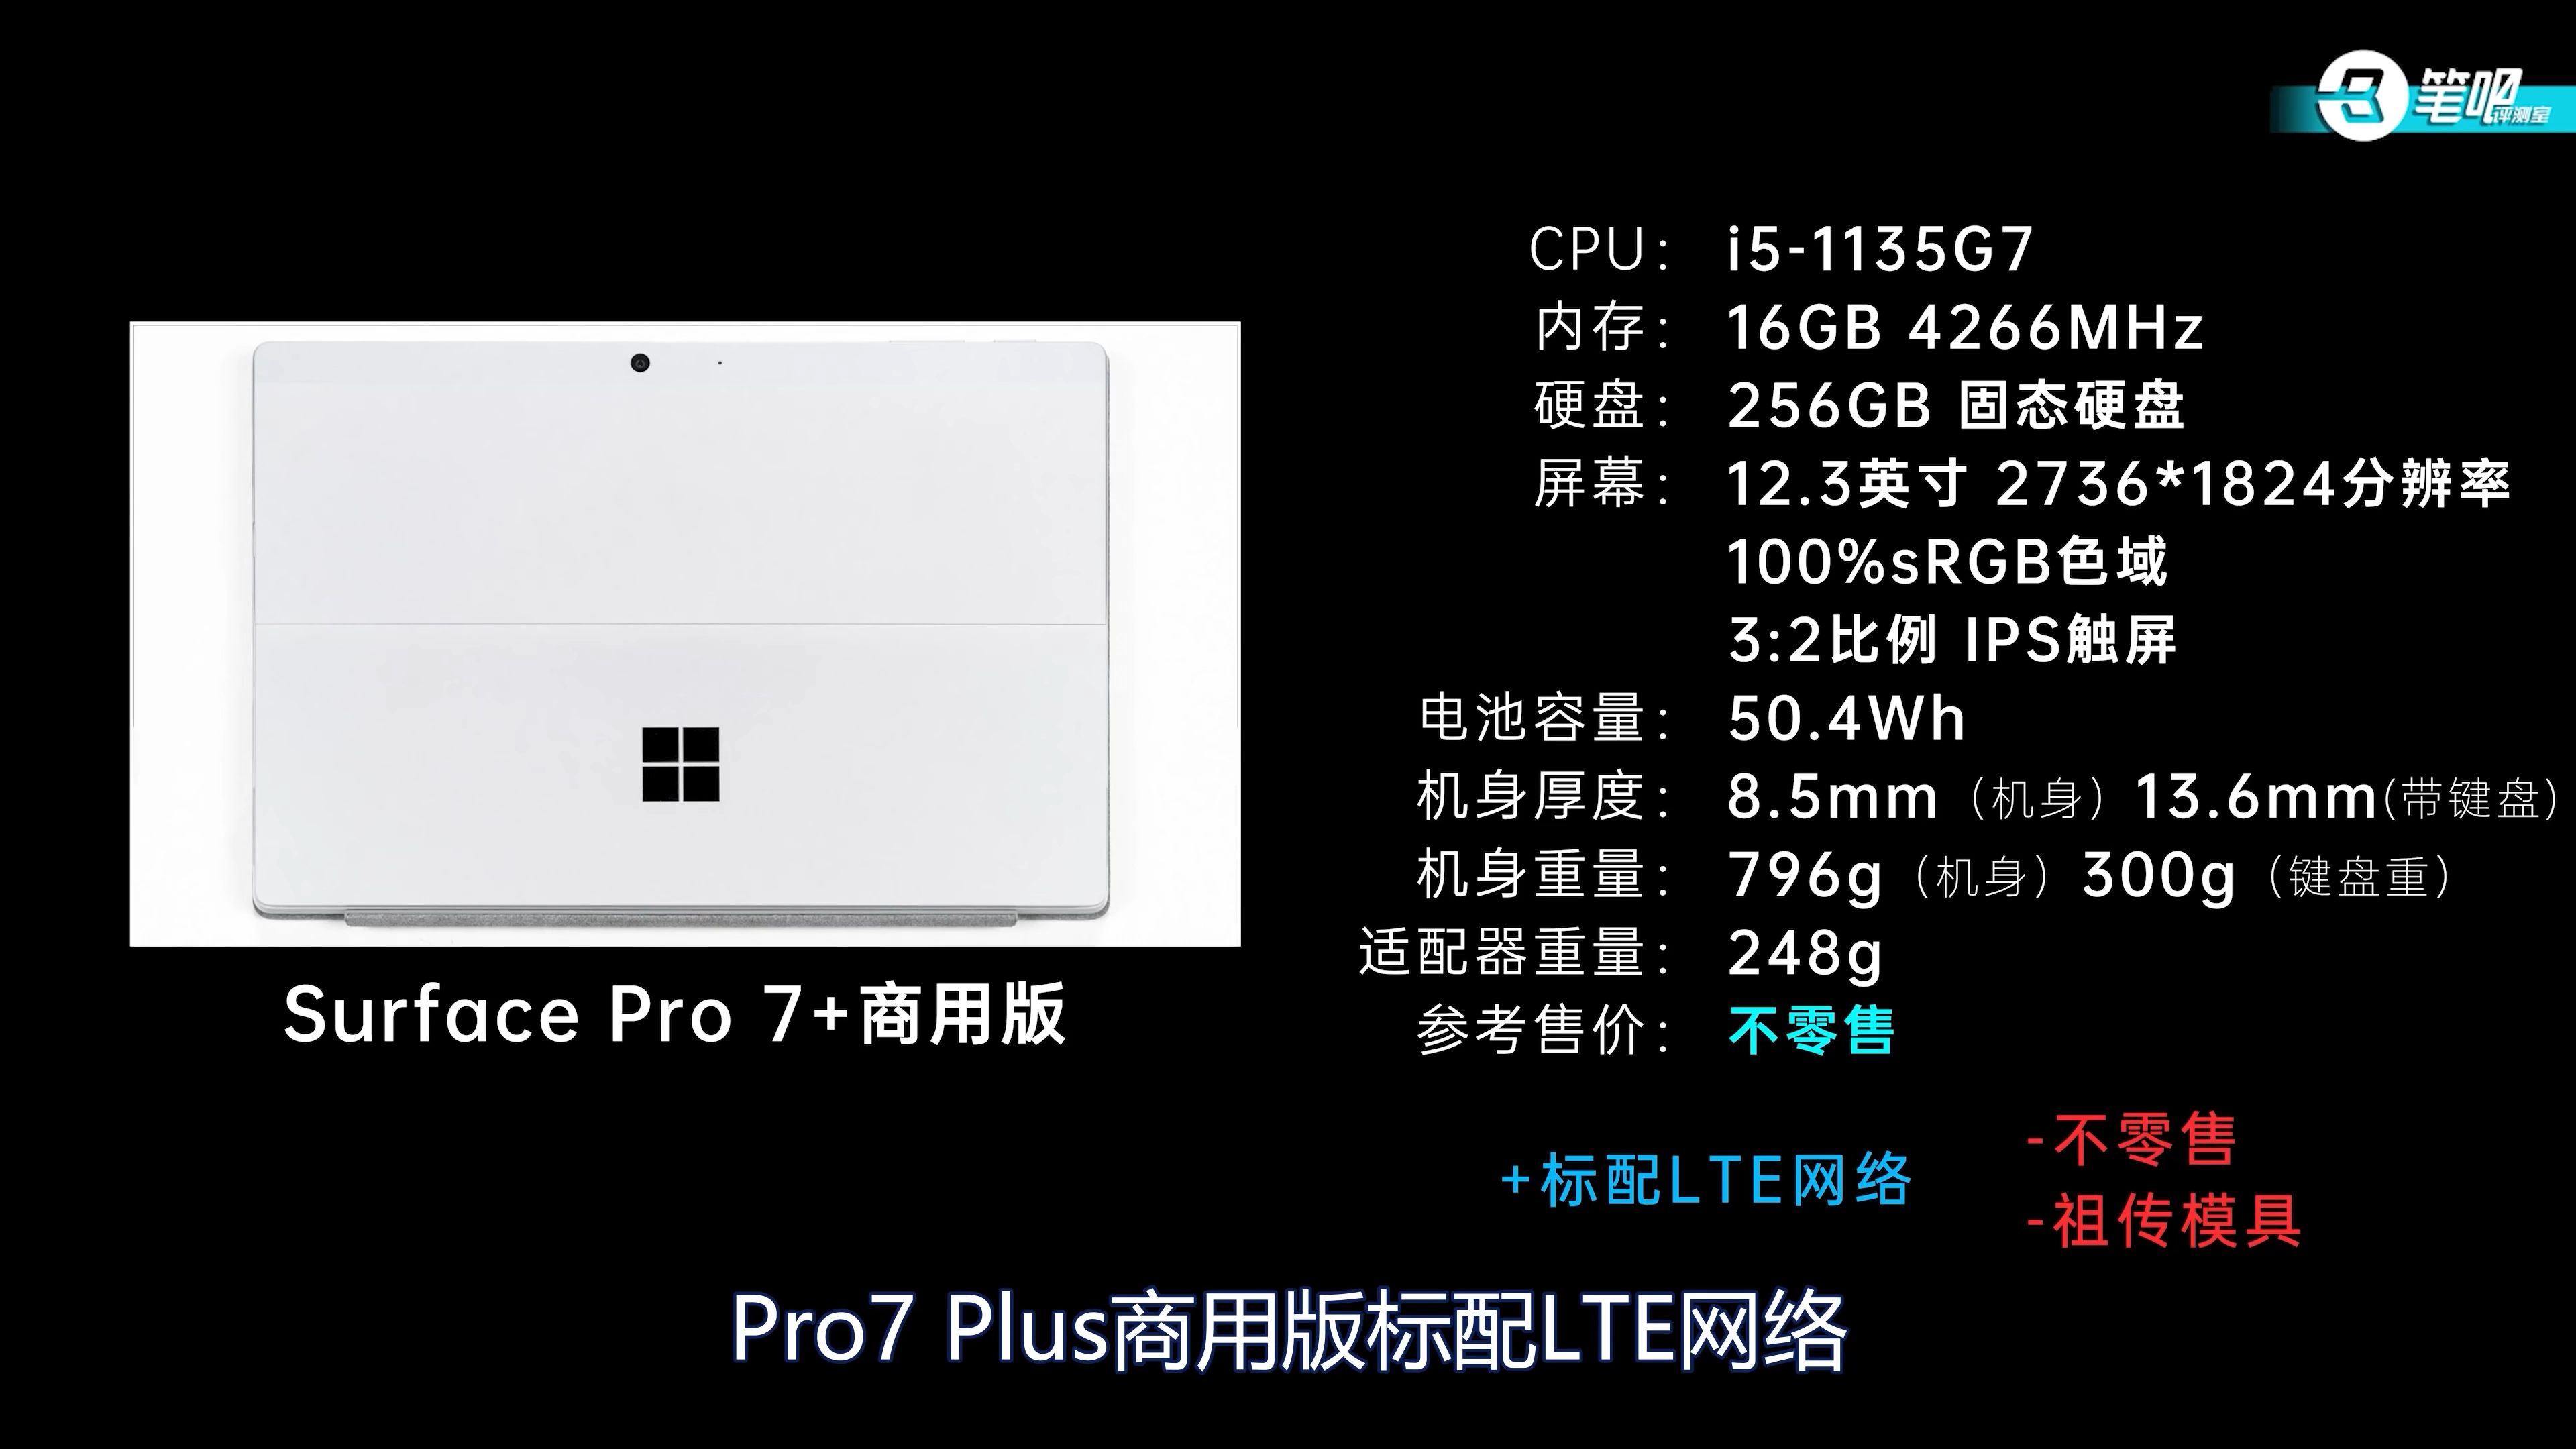 笔吧评测室
CPU： i5-1135G7
内存： 16GB 4266MHz
硬盘： 256GB 固态硬盘
屏幕： 12.3英寸 2736*1824分辨率
100%sRGB色域
3:2比例 IPS触屏
电池容量： 50.4Wh
机身厚度： 8.5mm（机身）13.6mm(带键盘)
机身重量： 796g（机身）300g（键盘重）
适配器重量： 248g
参考售价： 不零售
Surface Pro 7+商用版
+标配LTE网络
-不零售
-祖传模具
Pro7 Plus商用版标配LTE网络